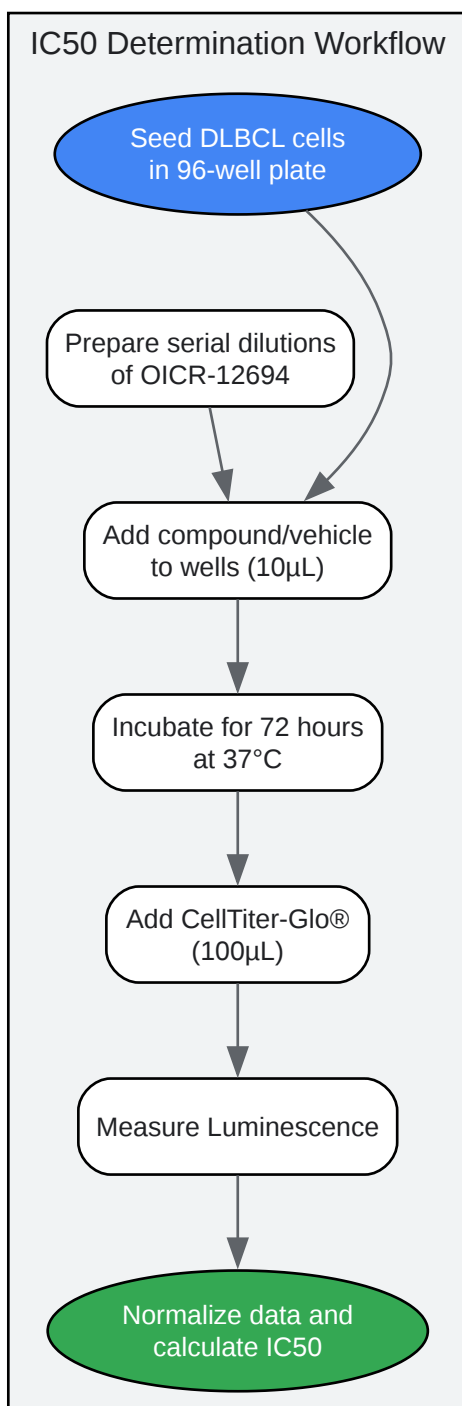 IC50 Determination Workflow
Seed DLBCL cells
in 96-well plate
Prepare serial dilutions
of OICR-12694
Add compound/vehicle
to wells (10µL)
Incubate for 72 hours
at 37°C
Add CellTiter-Glo®
(100µL)
Measure Luminescence
Normalize data and
calculate IC50